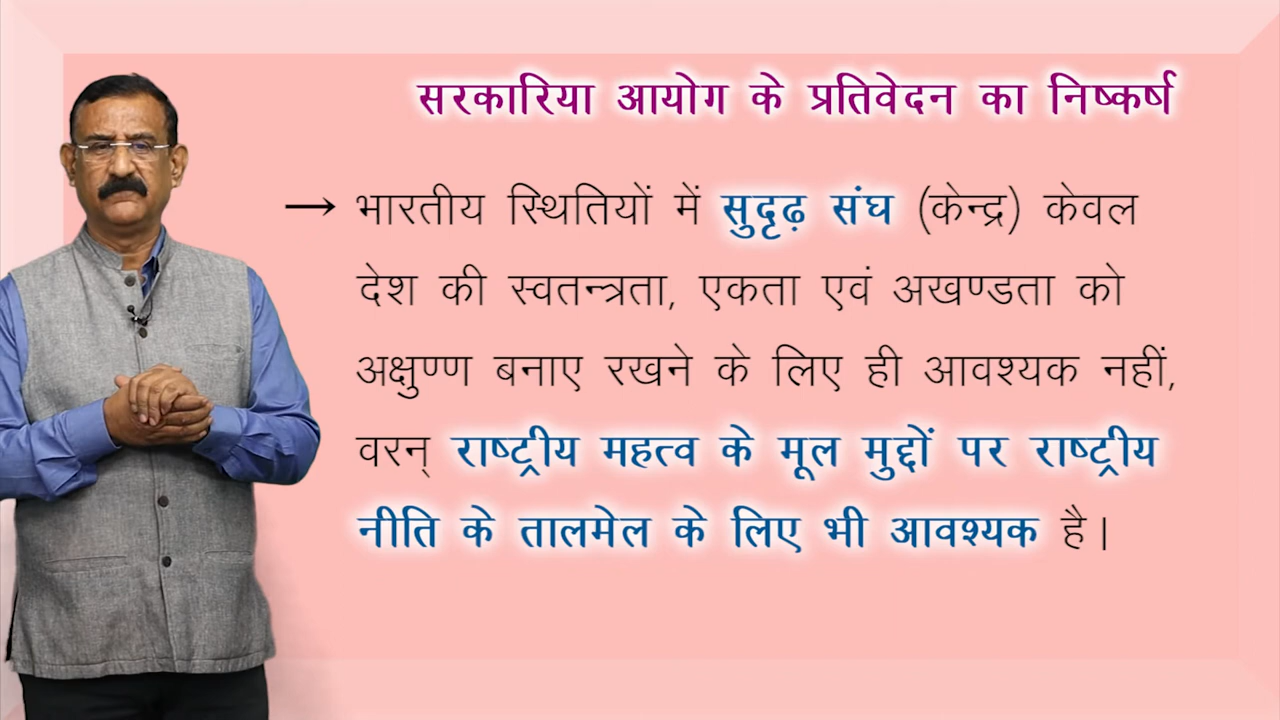 सरकारिया आयोग के प्रतिवेदन का निष्कर्ष
→ भारतीय स्थितियों में सुदृढ़ संघ (केन्द्र) केवल
देश की स्वतन्त्रता, एकता एवं अखण्डता को
अक्षुण्ण बनाए रखने के लिए ही आवश्यक नहीं,
वरन् राष्ट्रीय महत्व के मूल मुद्दों पर राष्ट्रीय
नीति के तालमेल के लिए भी आवश्यक है।